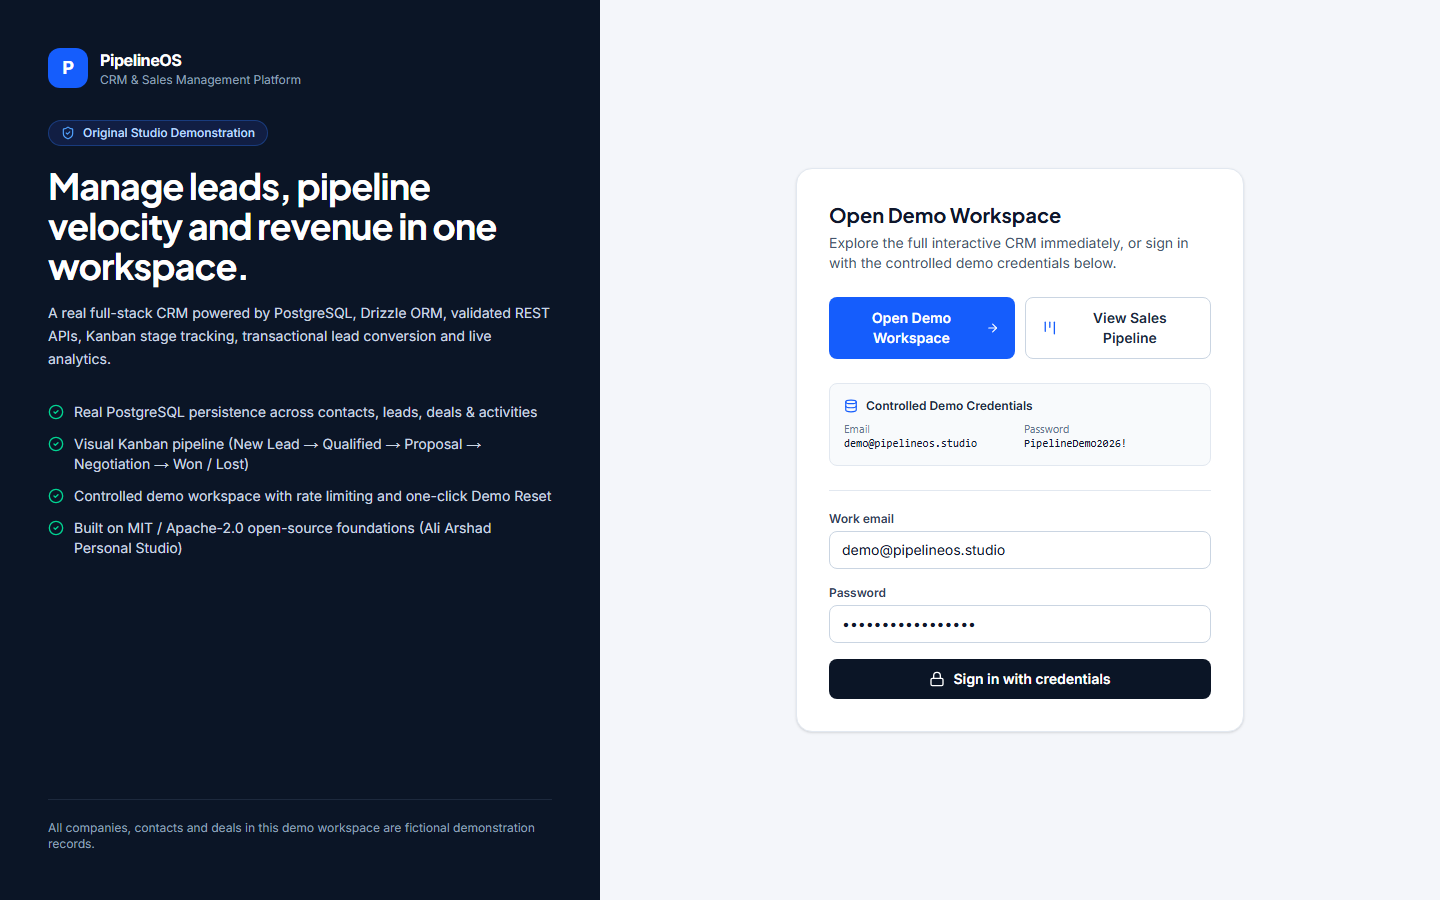 P
PipelineOS
CRM & Sales Management Platform
Original Studio Demonstration
Manage leads, pipeline
velocity and revenue in one
workspace.
A real full-stack CRM powered by PostgreSQL, Drizzle ORM, validated REST
APIs, Kanban stage tracking, transactional lead conversion and live
analytics.
Real PostgreSQL persistence across contacts, leads, deals & activities
Visual Kanban pipeline (New Lead → Qualified → Proposal →
Negotiation → Won / Lost)
Controlled demo workspace with rate limiting and one-click Demo Reset
Built on MIT / Apache-2.0 open-source foundations (Ali Arshad
Personal Studio)
All companies, contacts and deals in this demo workspace are fictional demonstration
records.
Open Demo Workspace
Explore the full interactive CRM immediately, or sign in
with the controlled demo credentials below.
Open Demo
Workspace
View Sales
Pipeline
Controlled Demo Credentials
Email
demo@pipelineos.studio
Password
PipelineDemo2026!
Work email
demo@pipelineos.studio
Password
•••••••••••••••••
Sign in with credentials